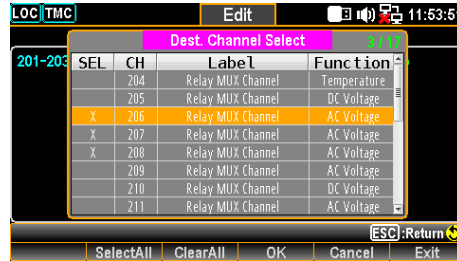 LOC TMC Edit 11:53:5
Dest. Channel Select 3/17
201-203 SEL CH Label Function
204 Relay MUX Channel Temperature
205 Relay MUX Channel DC Voltage
X 206 Relay MUX Channel AC Voltage
X 207 Relay MUX Channel AC Voltage
X 208 Relay MUX Channel AC Voltage
209 Relay MUX Channel AC Voltage
210 Relay MUX Channel DC Voltage
211 Relay MUX Channel AC Voltage
ESC:Return
SelectAll ClearAll OK Cancel Exit